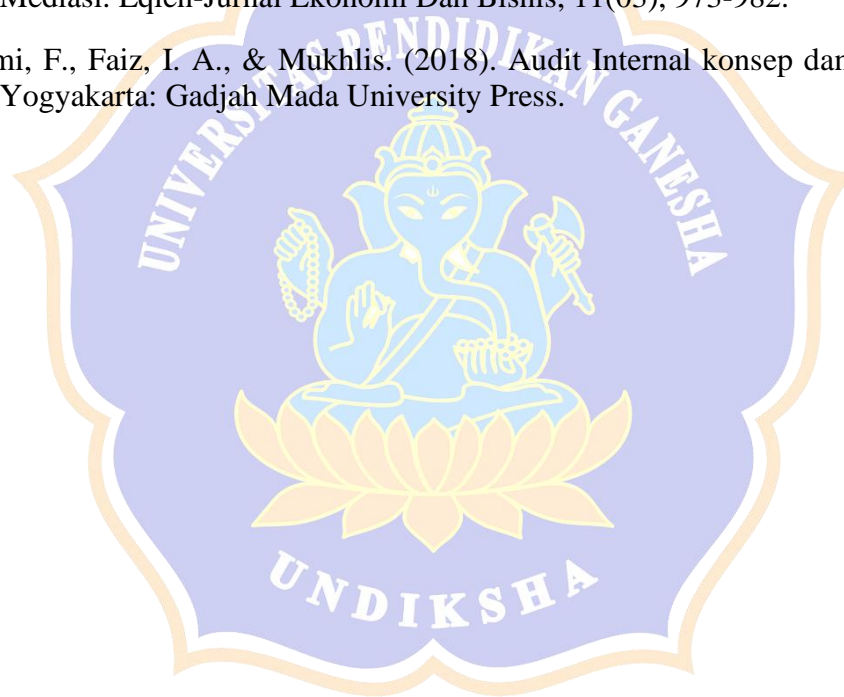 Mediasi. Eqien-Jurnal Ekonomi Dan Bisnis, 11(03), 973-982.
mi, F., Faiz, I. A., & Mukhlis. (2018). Audit Internal konsep dan
Yogyakarta: Gadjah Mada University Press.
UNIVERSITAS PENDIDIKAN GANESHA
UNDIKSHA